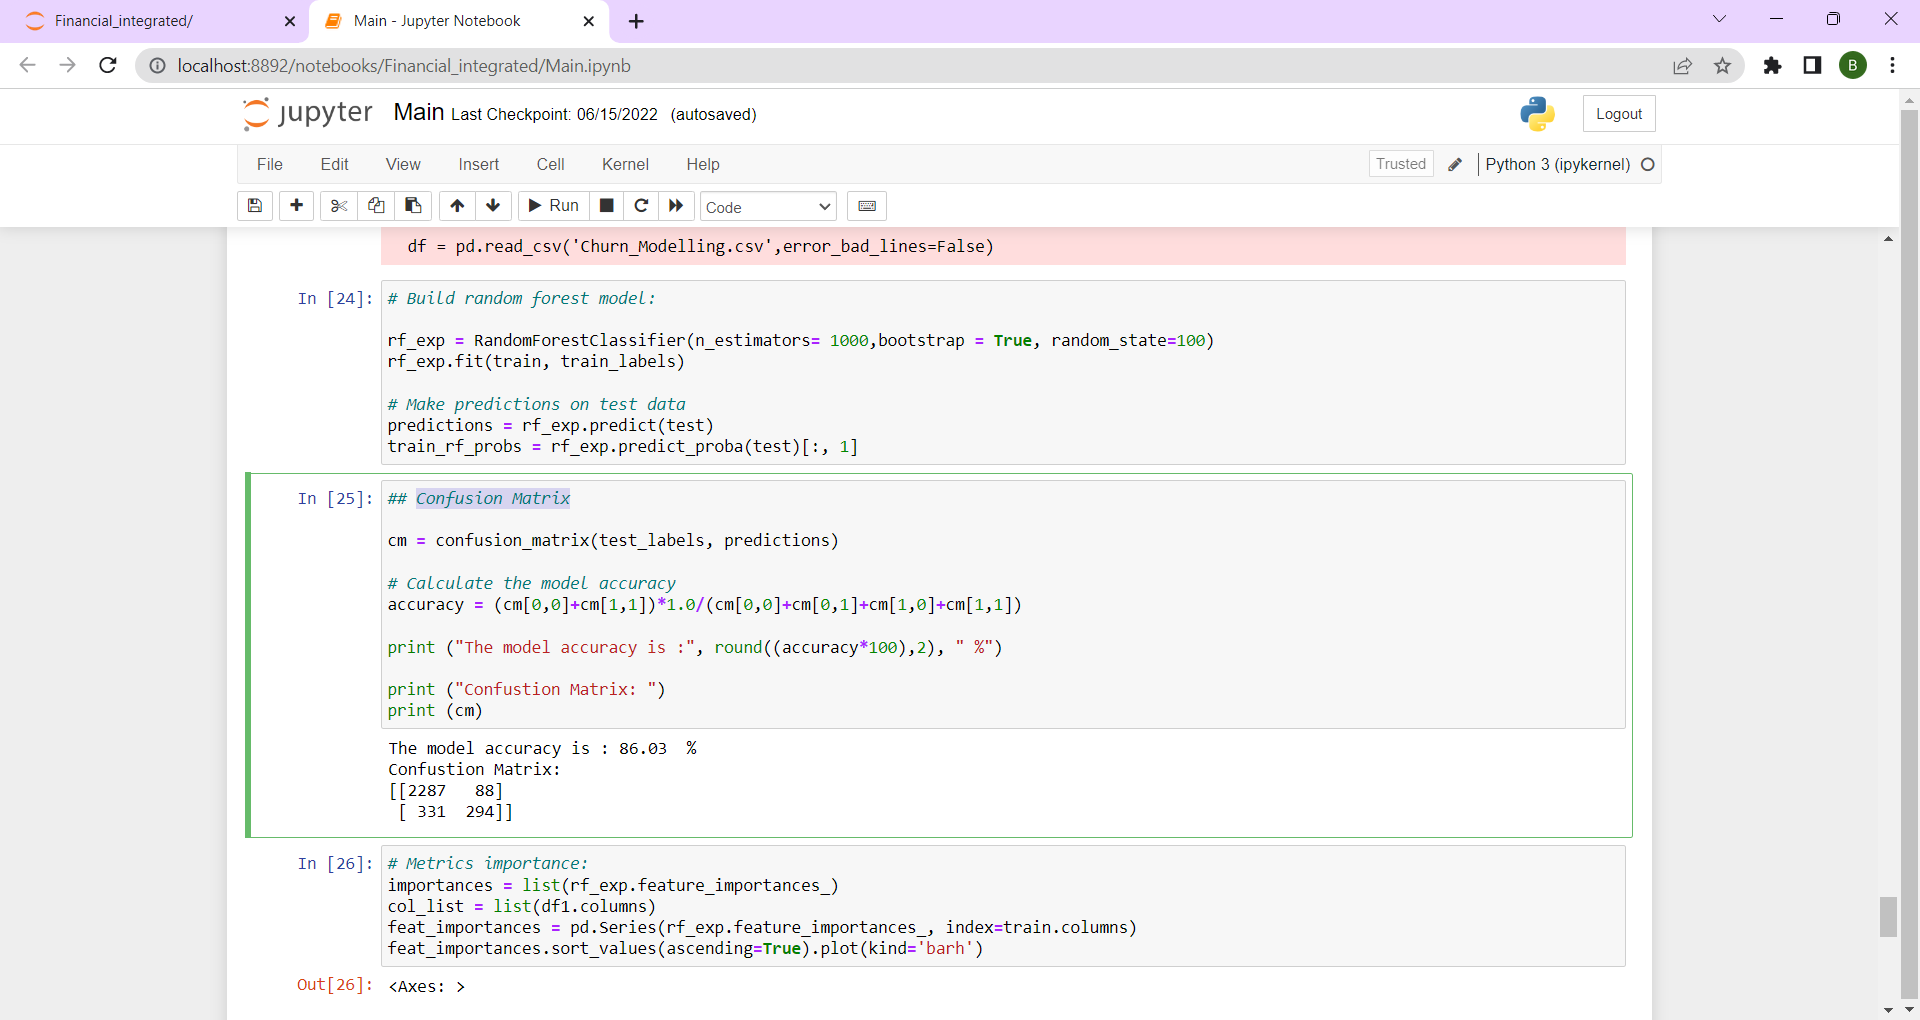 Financial_integrated/
Main - Jupyter Notebook
localhost:8892/notebooks/Financial_integrated/Main.ipynb
B
jupyter Main Last Checkpoint: 06/15/2022 (autosaved)
Logout
File Edit View Insert Cell Kernel Help
Trusted
Python 3 (ipykernel)
Run
Code
df = pd.read_csv('Churn_Modelling.csv',error_bad_lines=False)
In [24]:
# Build random forest model:
rf_exp = RandomForestClassifier(n_estimators= 1000,bootstrap = True, random_state=100)
rf_exp.fit(train, train_labels)
# Make predictions on test data
predictions = rf_exp.predict(test)
train_rf_probs = rf_exp.predict_proba(test)[:, 1]
In [25]:
## Confusion Matrix
cm = confusion_matrix(test_labels, predictions)
# Calculate the model accuracy
accuracy = (cm[0,0]+cm[1,1])*1.0/(cm[0,0]+cm[0,1]+cm[1,0]+cm[1,1])
print ("The model accuracy is :", round((accuracy*100),2), " %")
print ("Confustion Matrix: ")
print (cm)
The model accuracy is : 86.03  %
Confustion Matrix:
[[2287   88]
 [ 331  294]]
In [26]:
# Metrics importance:
importances = list(rf_exp.feature_importances_)
col_list = list(df1.columns)
feat_importances = pd.Series(rf_exp.feature_importances_, index=train.columns)
feat_importances.sort_values(ascending=True).plot(kind='barh')
Out[26]:
<Axes: >